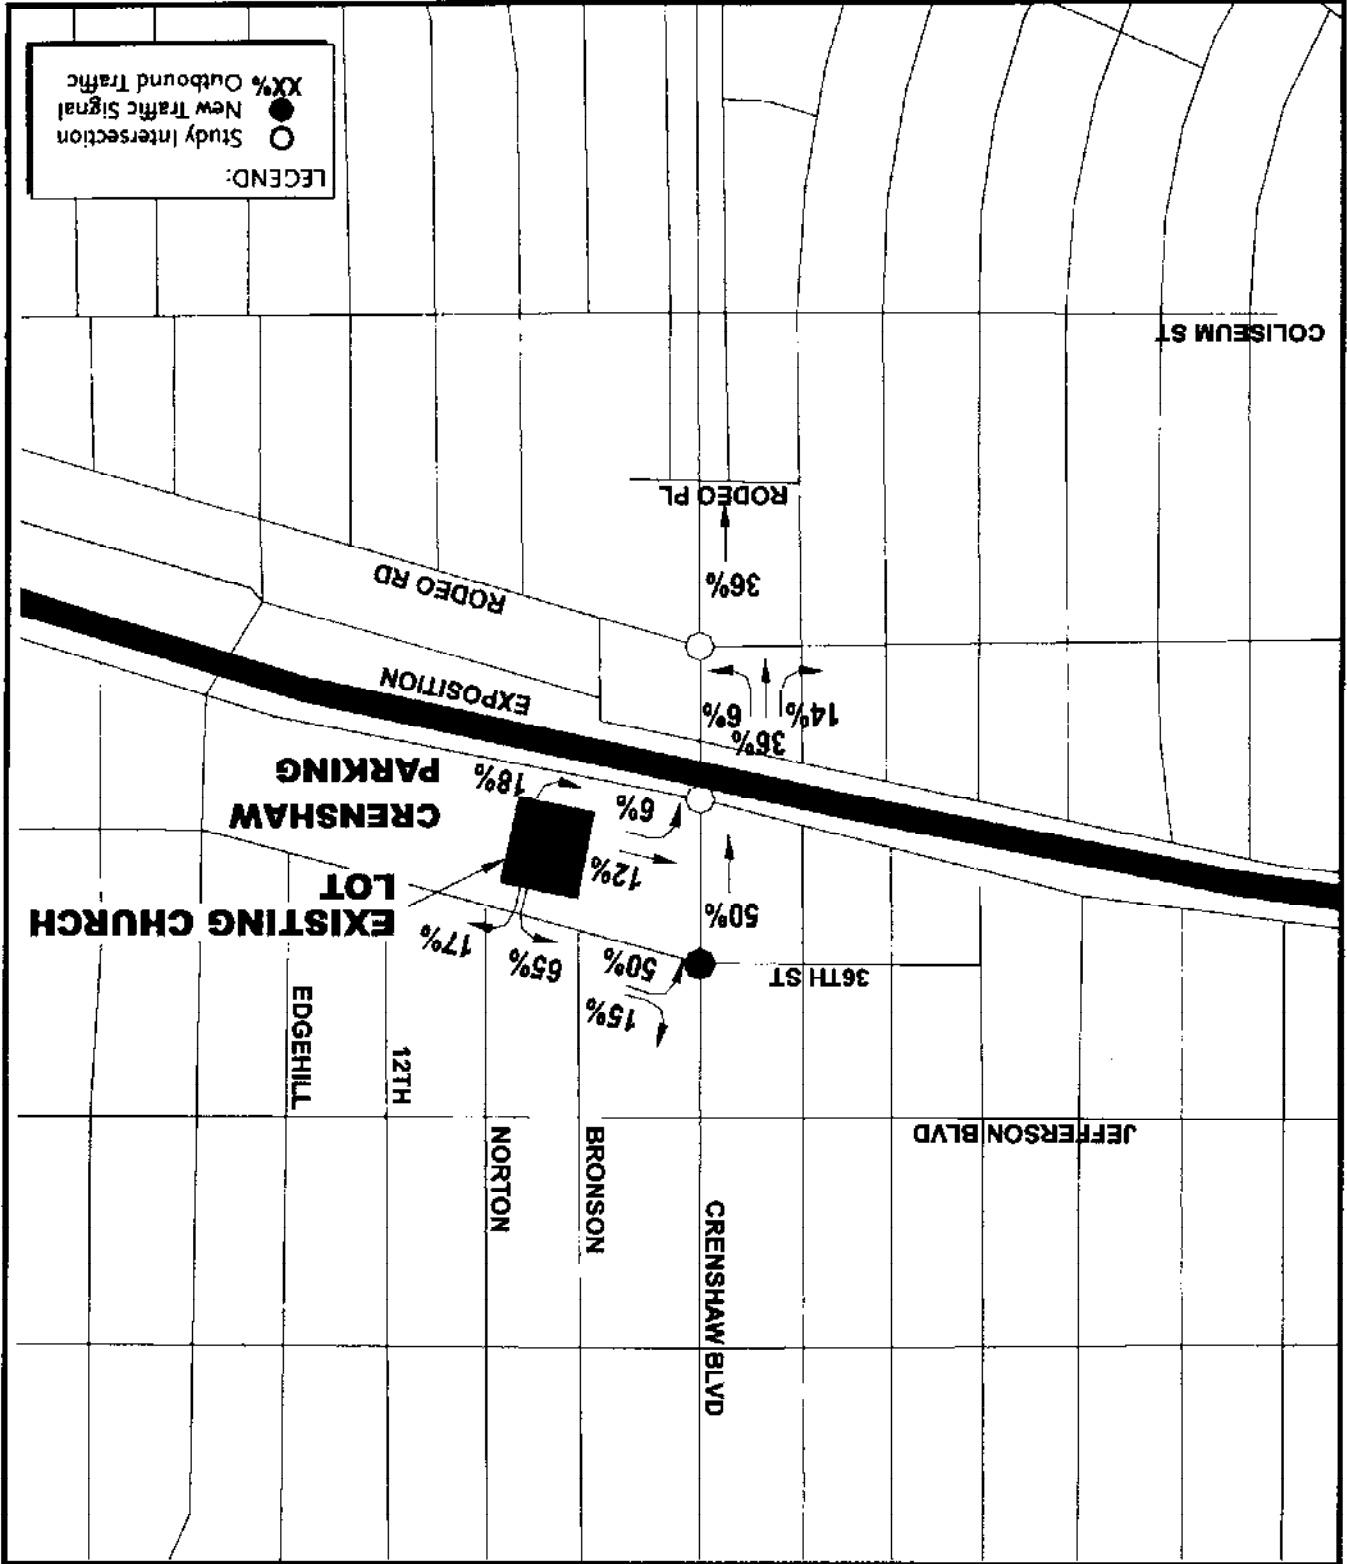 CRENSHAW BLVD
BRONSON
NORTON
JEFFERSON BLVD
12TH
EDGEHILL
15%
36TH ST
50%
65%
17%
EXISTING CHURCH
LOT
CRENSHAW
PARKING
50%
12%
6%
18%
14%
36%
6%
EXPOSITION
RODEO RD
36%
RODEO PL
COLISEUM ST
LEGEND:
Study Intersection
New Traffic Signal
XX% Outbound Traffic